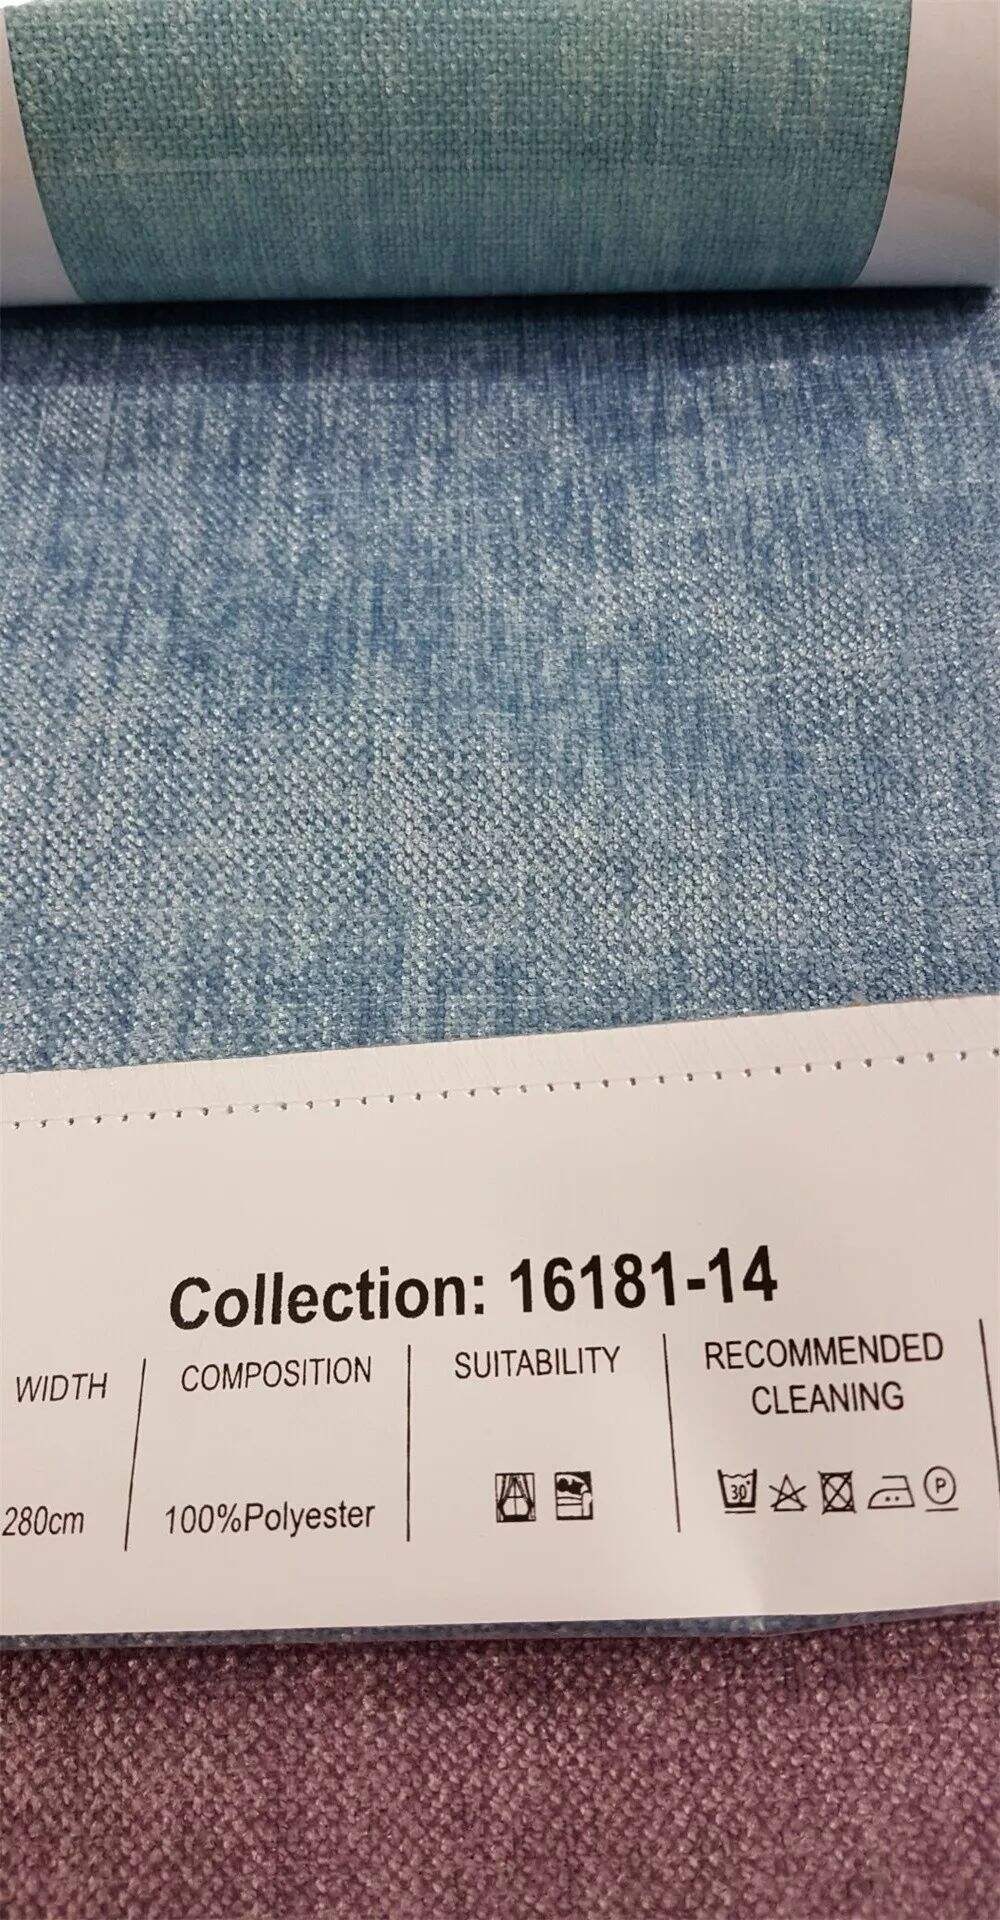 Collection: 16181-14
WIDTH
COMPOSITION
SUITABILITY
RECOMMENDED
CLEANING
280cm
100%Polyester
30°
P